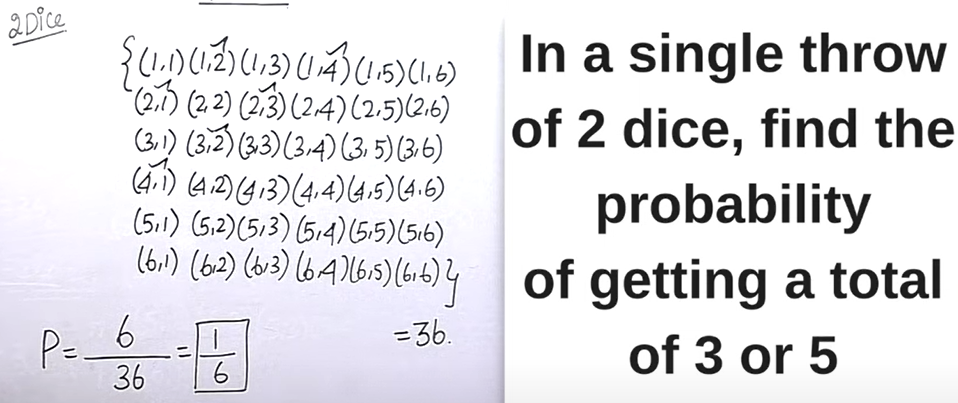 2 Dice
{(1,1) (1,2) (1,3) (1,4) (1,5) (1,6)
(2,1) (2,2) (2,3) (2,4) (2,5) (2,6)
(3,1) (3,2) (3,3) (3,4) (3,5) (3,6)
(4,1) (4,2) (4,3) (4,4) (4,5) (4,6)
(5,1) (5,2) (5,3) (5,4) (5,5) (5,6)
(6,1) (6,2) (6,3) (6,4) (6,5) (6,6)}
= 36.
P = 6/36 = 1/6
In a single throw
of 2 dice, find the
probability
of getting a total
of 3 or 5